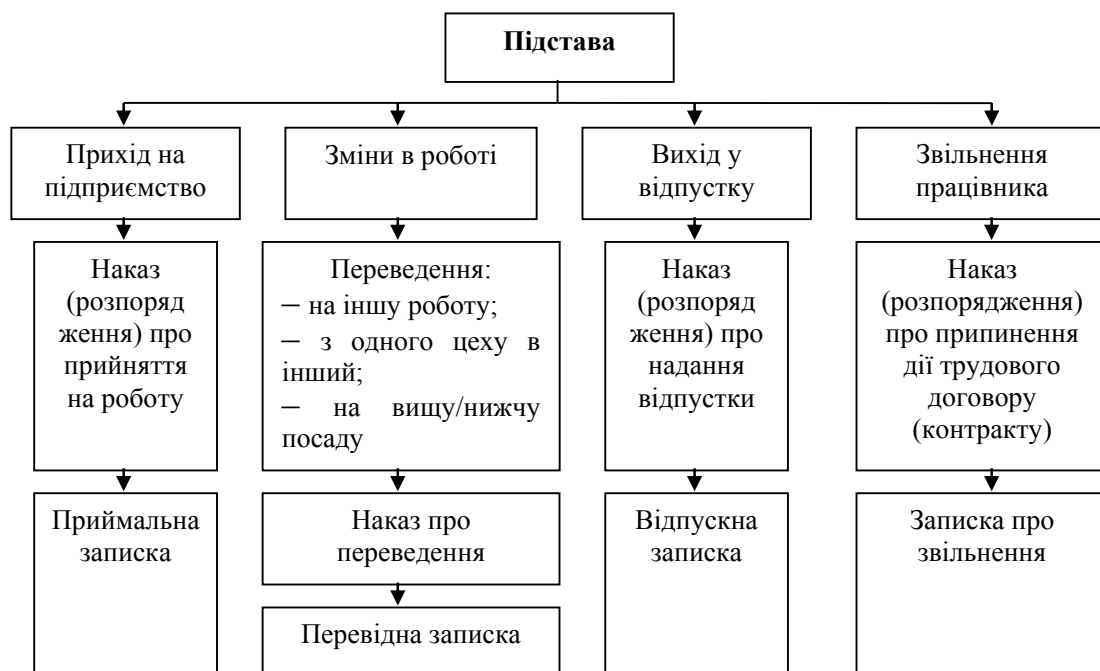 Підстава
Прихід на
підприємство
Зміни в роботі
Вихід у
відпустку
Звільнення
працівника
Наказ
(розпоряд
ження) про
прийняття
на роботу
Переведення:
– на іншу роботу;
– з одного цеху в
інший;
– на вищу/нижчу
посаду
Наказ
(розпоряд
ження) про
надання
відпустки
Наказ
(розпорядження)
про припинення
дії трудового
договору
(контракту)
Приймальна
записка
Наказ про
переведення
Відпускна
записка
Записка про
звільнення
Перевідна записка